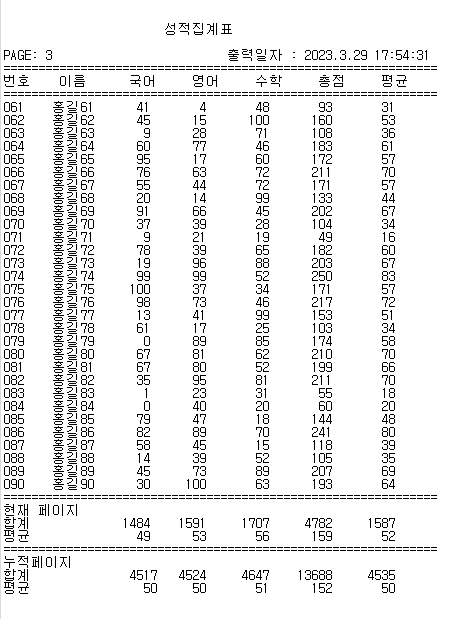 성적집계표
PAGE: 3 출력일자 : 2023.3.29 17:54:31
==============================================================
번호 이름 국어 영어 수학 총점 평균
==============================================================
061 홍길61 41 4 48 93 31
062 홍길62 45 15 100 160 53
063 홍길63 9 28 71 108 36
064 홍길64 60 77 46 183 61
065 홍길65 95 17 60 172 57
066 홍길66 76 63 72 211 70
067 홍길67 55 44 72 171 57
068 홍길68 20 14 99 133 44
069 홍길69 91 66 45 202 67
070 홍길70 37 39 28 104 34
071 홍길71 9 21 19 49 16
072 홍길72 78 39 65 182 60
073 홍길73 19 96 88 203 67
074 홍길74 99 99 52 250 83
075 홍길75 100 37 34 171 57
076 홍길76 98 73 46 217 72
077 홍길77 13 41 99 153 51
078 홍길78 61 17 25 103 34
079 홍길79 0 89 85 174 58
080 홍길80 67 81 62 210 70
081 홍길81 67 80 52 199 66
082 홍길82 35 95 81 211 70
083 홍길83 1 23 31 55 18
084 홍길84 0 40 20 60 20
085 홍길85 79 47 18 144 48
086 홍길86 82 89 70 241 80
087 홍길87 58 45 15 118 39
088 홍길88 14 39 52 105 35
089 홍길89 45 73 89 207 69
090 홍길90 30 100 63 193 64
==============================================================
현재 페이지
합계 1484 1591 1707 4782 1587
평균 49 53 56 159 52
==============================================================
누적페이지
합계 4517 4524 4647 13688 4535
평균 50 50 51 152 50